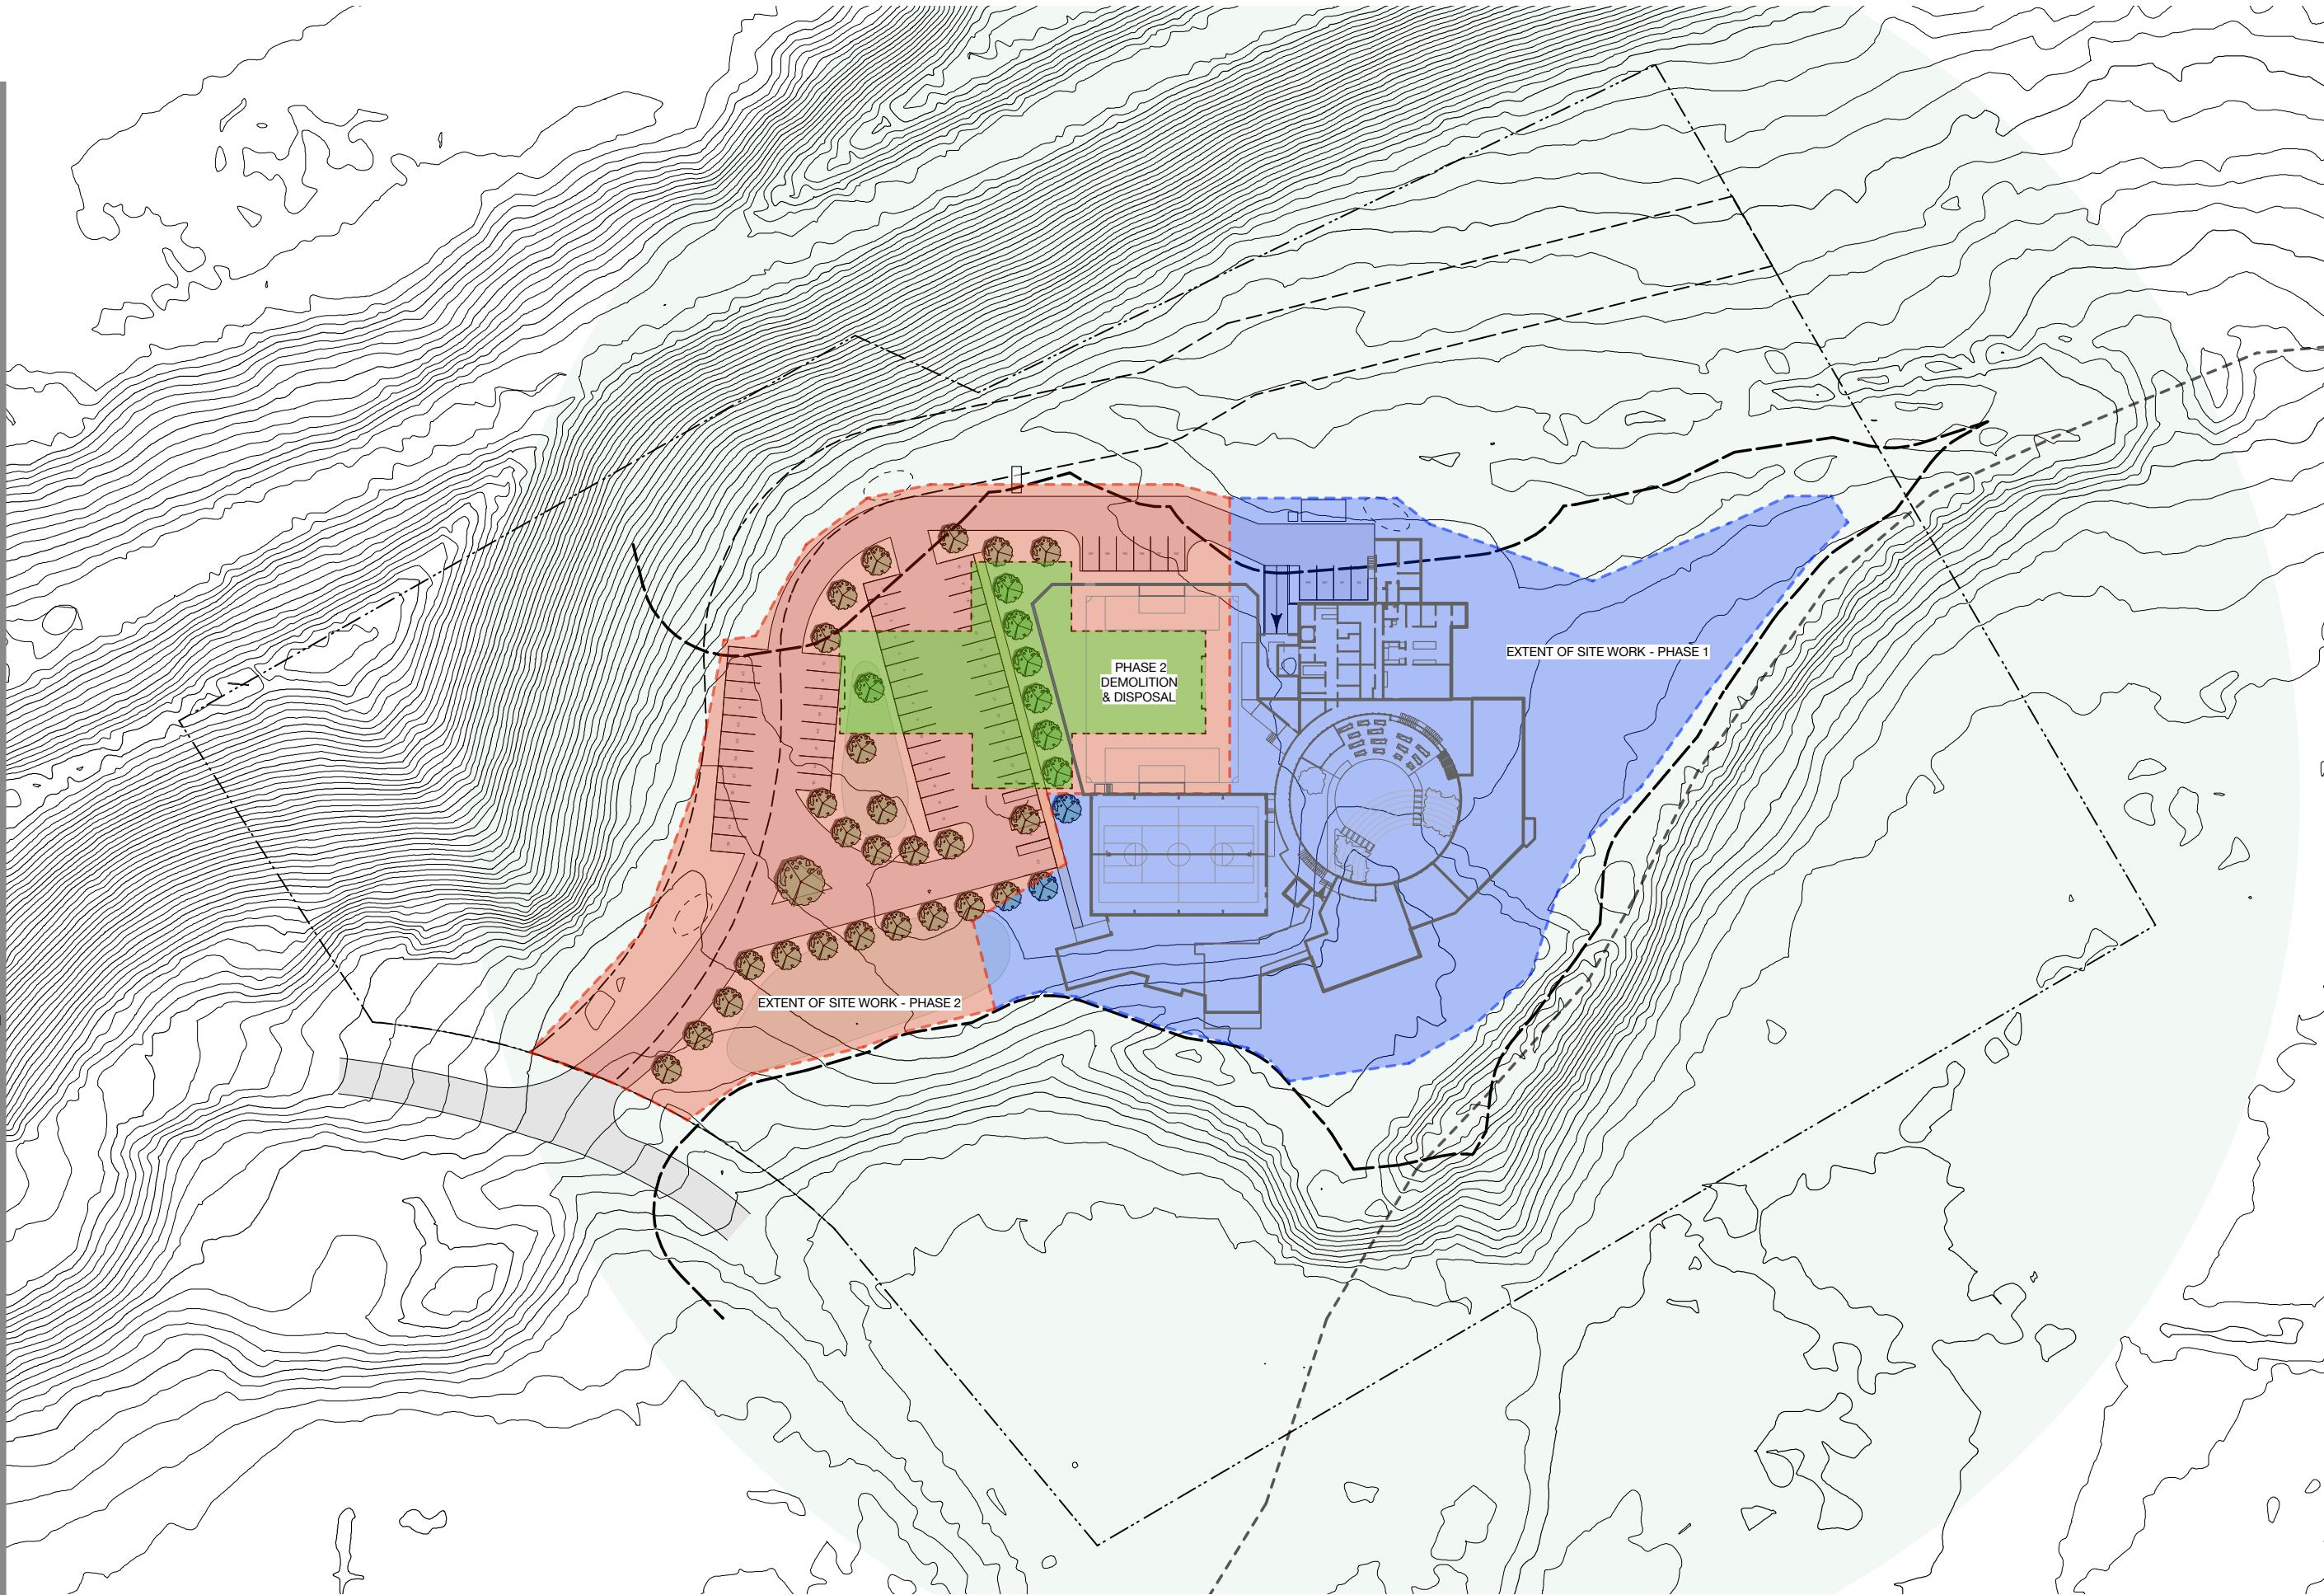 EXTENT OF SITE WORK - PHASE 1
PHASE 2
DEMOLITION
& DISPOSAL
EXTENT OF SITE WORK - PHASE 2